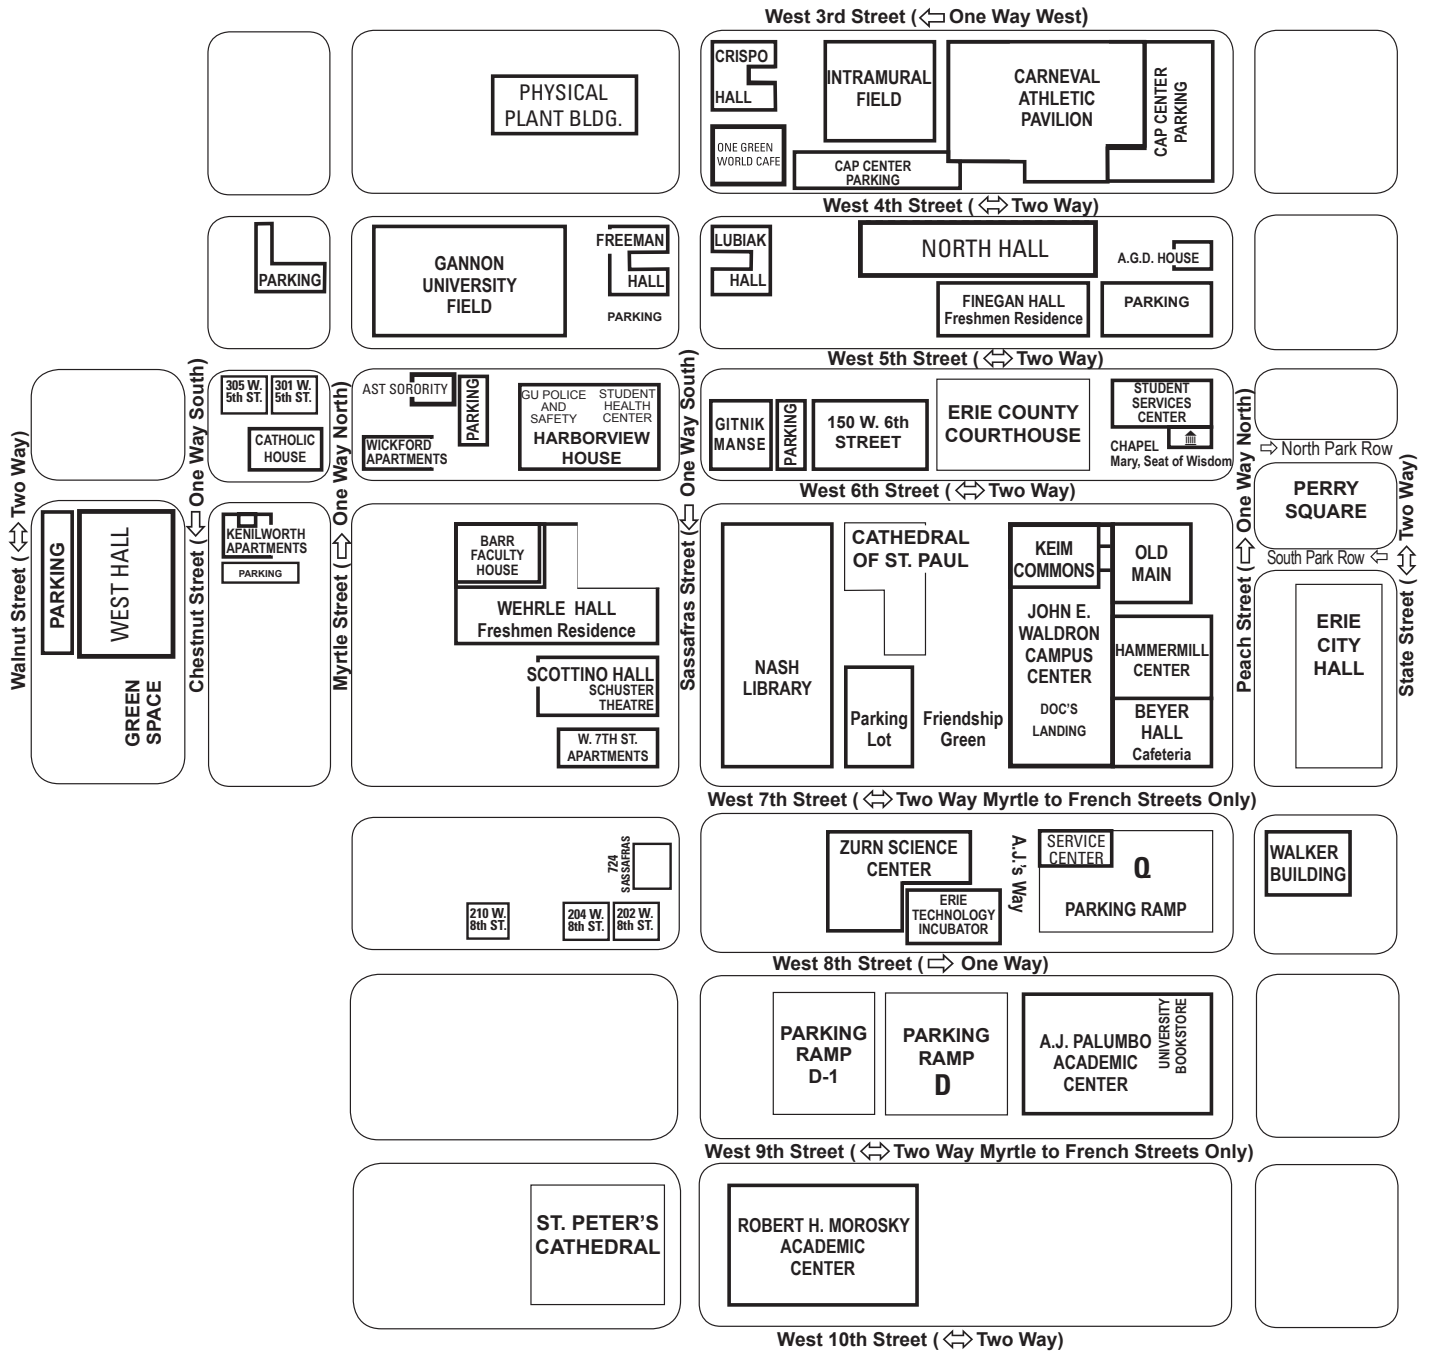 West 3rd Street ( One Way West)
CRISPO
HALL
INTRAMURAL
FIELD
CARNEVAL
ATHLETIC
PAVILION
CAP CENTER
PARKING
PHYSICAL
PLANT BLDG.
ONE GREEN
WORLD CAFE
CAP CENTER
PARKING
West 4th Street ( Two Way)
PARKING
GANNON
UNIVERSITY
FIELD
FREEMAN
HALL
PARKING
LUBIAK
HALL
NORTH HALL
A.G.D. HOUSE
FINEGAN HALL
Freshmen Residence
PARKING
West 5th Street ( Two Way)
305 W.
5th ST.
301 W.
5th ST.
CATHOLIC
HOUSE
AST SORORITY
PARKING
WICKFORD
APARTMENTS
GU POLICE
AND
SAFETY
STUDENT
HEALTH
CENTER
HARBORVIEW
HOUSE
GITNIK
MANSE
PARKING
150 W. 6th
STREET
ERIE COUNTY
COURTHOUSE
STUDENT
SERVICES
CENTER
CHAPEL
Mary, Seat of Wisdom
North Park Row
PERRY
SQUARE
South Park Row
West 6th Street ( Two Way)
Walnut Street ( Two Way)
Chestnut Street ( One Way South)
Myrtle Street ( One Way North)
Sassafras Street ( One Way South)
Peach Street ( One Way North)
State Street ( Two Way)
PARKING
WEST HALL
GREEN
SPACE
KENILWORTH
APARTMENTS
PARKING
BARR
FACULTY
HOUSE
WEHRLE HALL
Freshmen Residence
SCOTTINO HALL
SCHUSTER
THEATRE
W. 7TH ST.
APARTMENTS
NASH
LIBRARY
CATHEDRAL
OF ST. PAUL
Parking
Lot
Friendship
Green
KEIM
COMMONS
OLD
MAIN
JOHN E.
WALDRON
CAMPUS
CENTER
DOC'S
LANDING
HAMMERMILL
CENTER
BEYER
HALL
Cafeteria
ERIE
CITY
HALL
West 7th Street ( Two Way Myrtle to French Streets Only)
724
SASSAFRAS
210 W.
8th ST.
204 W.
8th ST.
202 W.
8th ST.
ZURN SCIENCE
CENTER
ERIE
TECHNOLOGY
INCUBATOR
A.J.'s Way
SERVICE
CENTER
Q
PARKING RAMP
WALKER
BUILDING
West 8th Street ( One Way)
PARKING
RAMP
D-1
PARKING
RAMP
D
A.J. PALUMBO
ACADEMIC
CENTER
UNIVERSITY
BOOKSTORE
West 9th Street ( Two Way Myrtle to French Streets Only)
ST. PETER'S
CATHEDRAL
ROBERT H. MOROSKY
ACADEMIC
CENTER
West 10th Street ( Two Way)